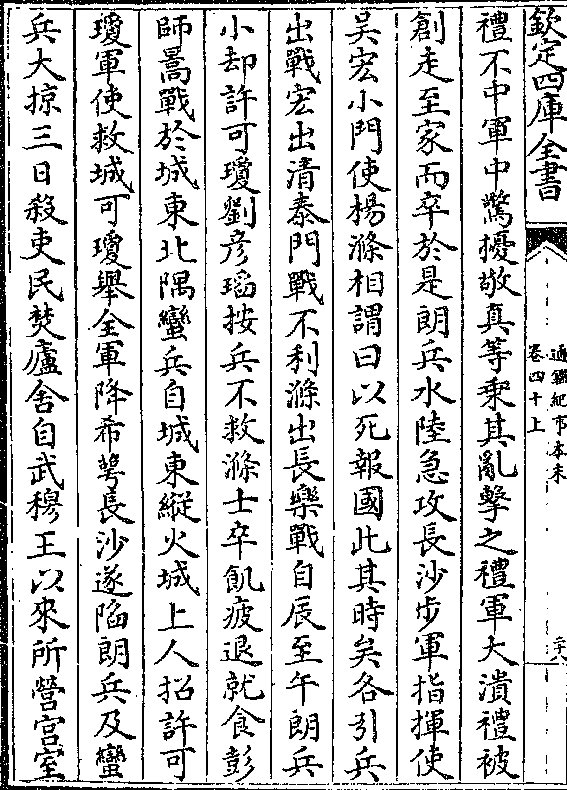 欽定四庫全書
通鑑紀事本末
卷四十上
禮不中軍中驚擾敬真等乘其亂擊之禮軍大潰禮被
創走至家而卒於是朗兵水陸急攻長沙步軍指揮使
吳宏小門使楊滌相謂曰以死報國此其時矣各引兵
出戰宏出清泰門戰不利滌出長樂戰自辰至午朗兵
小却許可瓊劉彦瑫按兵不救滌士卒飢疲退就食彭
師暠戰於城東北隅蠻兵自城東縱火城上人招許可
瓊軍使救城可瓊舉全軍降希萼長沙遂陷朗兵及蠻
兵大掠三日殺吏民焚廬舍自武穆王以來所營宫室